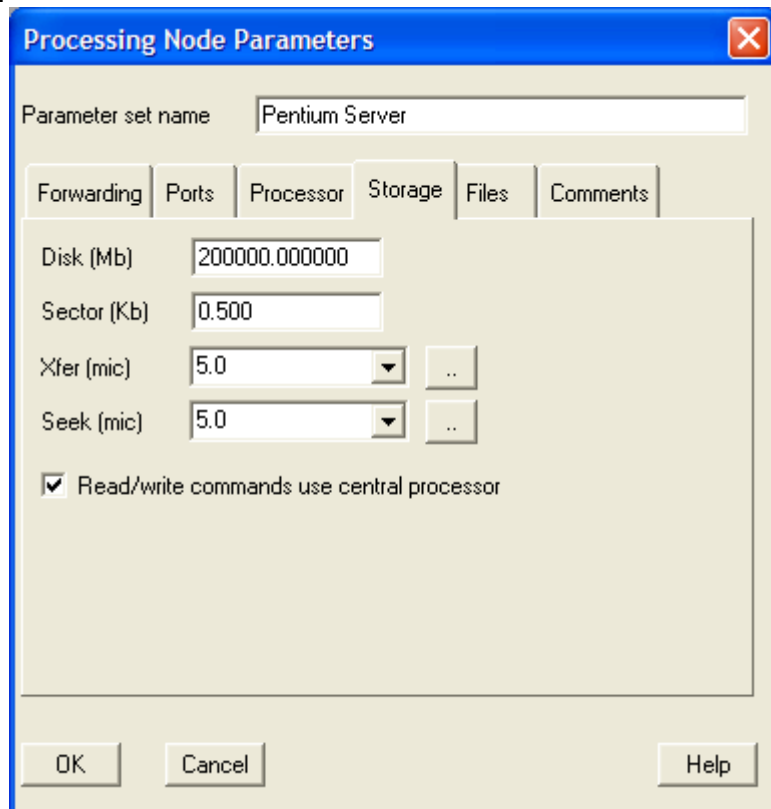 Processing Node Parameters
Parameter set name Pentium Server
Forwarding Ports Processor Storage Files Comments
Disk (Mb) 200000.000000
Sector (Kb) 0.500
Xfer (mic) 5.0 ..
Seek (mic) 5.0 ..
Read/write commands use central processor
OK Cancel Help